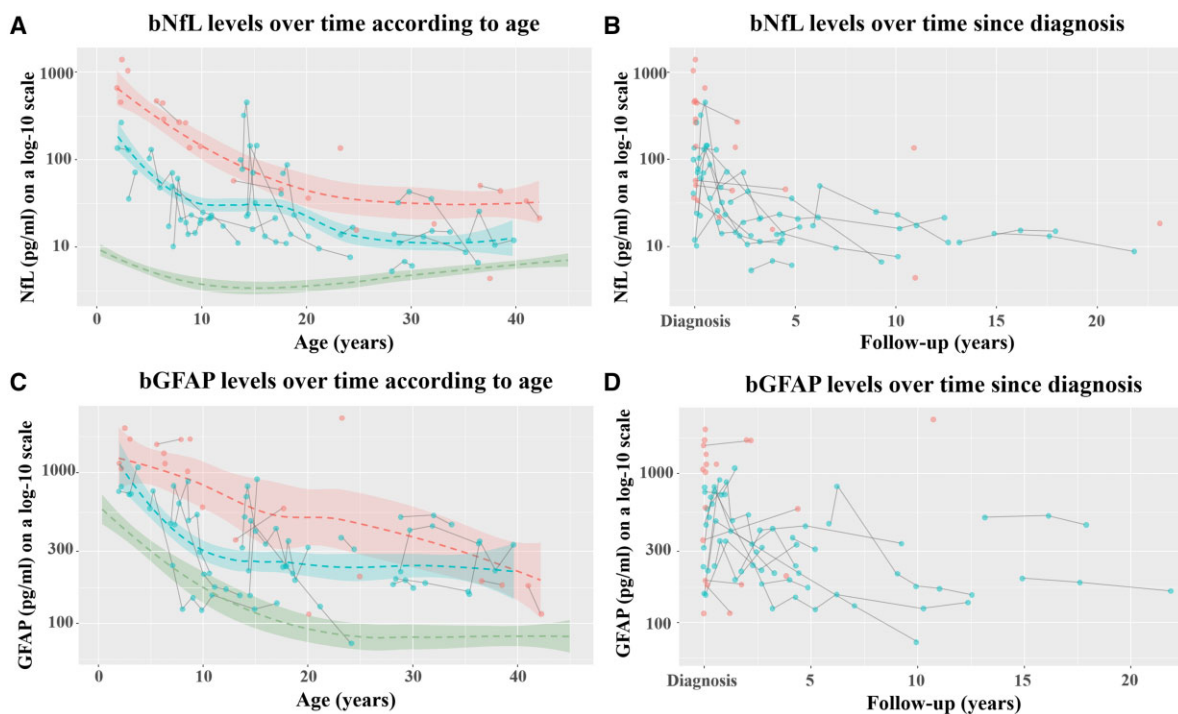 A
bNfL levels over time according to age
NfL (pg/ml) on a log-10 scale
1000
100
10
0 10 20 30 40
Age (years)
B
bNfL levels over time since diagnosis
NfL (pg/ml) on a log-10 scale
1000
100
10
Diagnosis 5 10 15 20
Follow-up (years)
C
bGFAP levels over time according to age
GFAP (pg/ml) on a log-10 scale
1000
300
100
0 10 20 30 40
Age (years)
D
bGFAP levels over time since diagnosis
GFAP (pg/ml) on a log-10 scale
1000
300
100
Diagnosis 5 10 15 20
Follow-up (years)